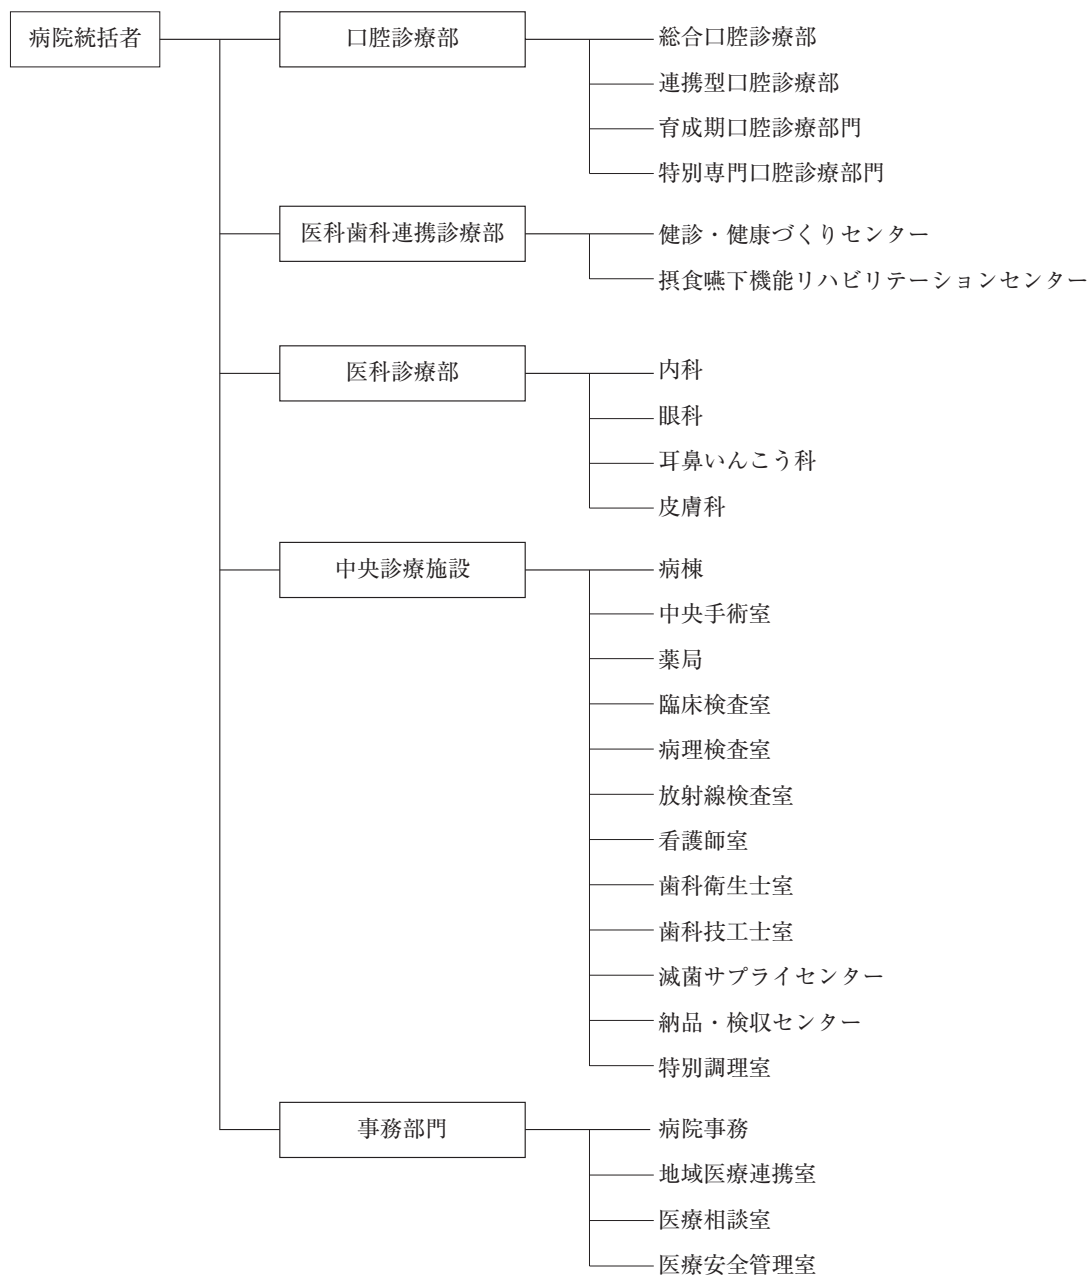 病院統括者
口腔診療部
総合口腔診療部
連携型口腔診療部
育成期口腔診療部門
特別専門口腔診療部門
医科歯科連携診療部
健診・健康づくりセンター
摂食嚥下機能リハビリテーションセンター
医科診療部
内科
眼科
耳鼻いんこう科
皮膚科
中央診療施設
病棟
中央手術室
薬局
臨床検査室
病理検査室
放射線検査室
看護師室
歯科衛生士室
歯科技工士室
滅菌サプライセンター
納品・検収センター
特別調理室
事務部門
病院事務
地域医療連携室
医療相談室
医療安全管理室